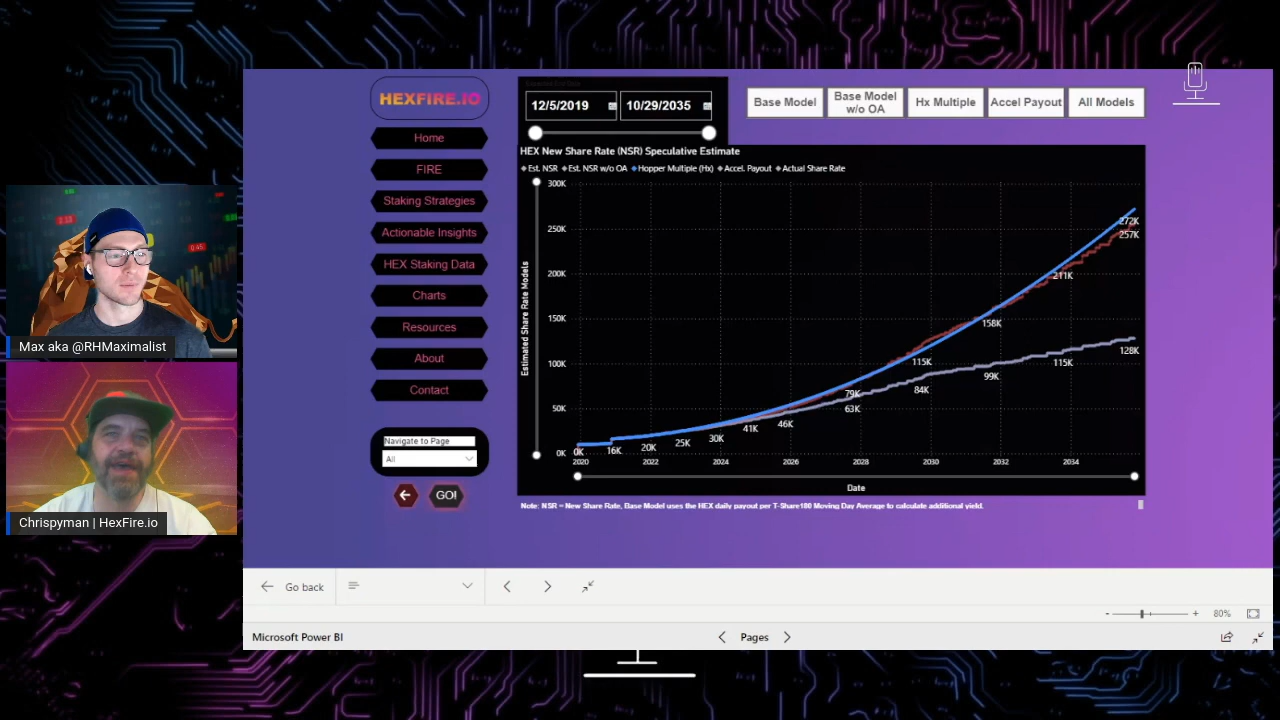 HEXFIRE.IO
Home
FIRE
Staking Strategies
Actionable Insights
HEX Staking Data
Charts
Resources
About
Contact
Navigate to Page
All
GO!
12/5/2019
10/29/2035
Base Model
Base Model
w/o OA
Hx Multiple
Accel Payout
All Models
HEX New Share Rate (NSR) Speculative Estimate
Est. NSR Est. NSR w/o OA Hopper Multiple (Hx) Accel. Payout Actual Share Rate
Estimated Share Rate Models
300K
250K
200K
150K
100K
50K
0K
0K
16K
20K
25K
30K
41K
46K
79K
63K
115K
84K
158K
99K
211K
115K
272K
257K
128K
2020
2022
2024
2026
2028
2030
2032
2034
Date
Note: NSR = New Share Rate, Base Model uses the HEX daily payout per T-Share180 Moving Day Average to calculate additional yield.
0.45
Max aka @RHMaximalist
Chrispyman | HexFire.io
Go back
- + 80%
Microsoft Power BI
Pages